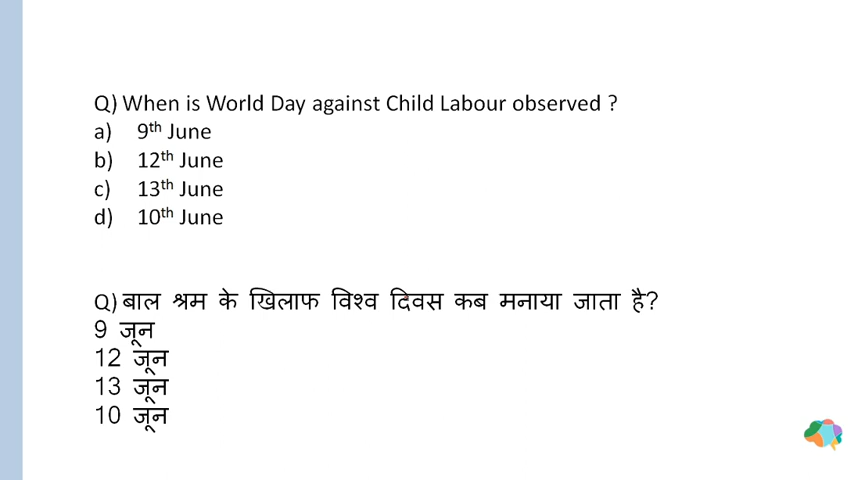 Q) When is World Day against Child Labour observed ?
a) 9th June
b) 12th June
c) 13th June
d) 10th June
Q) बाल श्रम के खिलाफ विश्व दिवस कब मनाया जाता है?
9 जून
12 जून
13 जून
10 जून